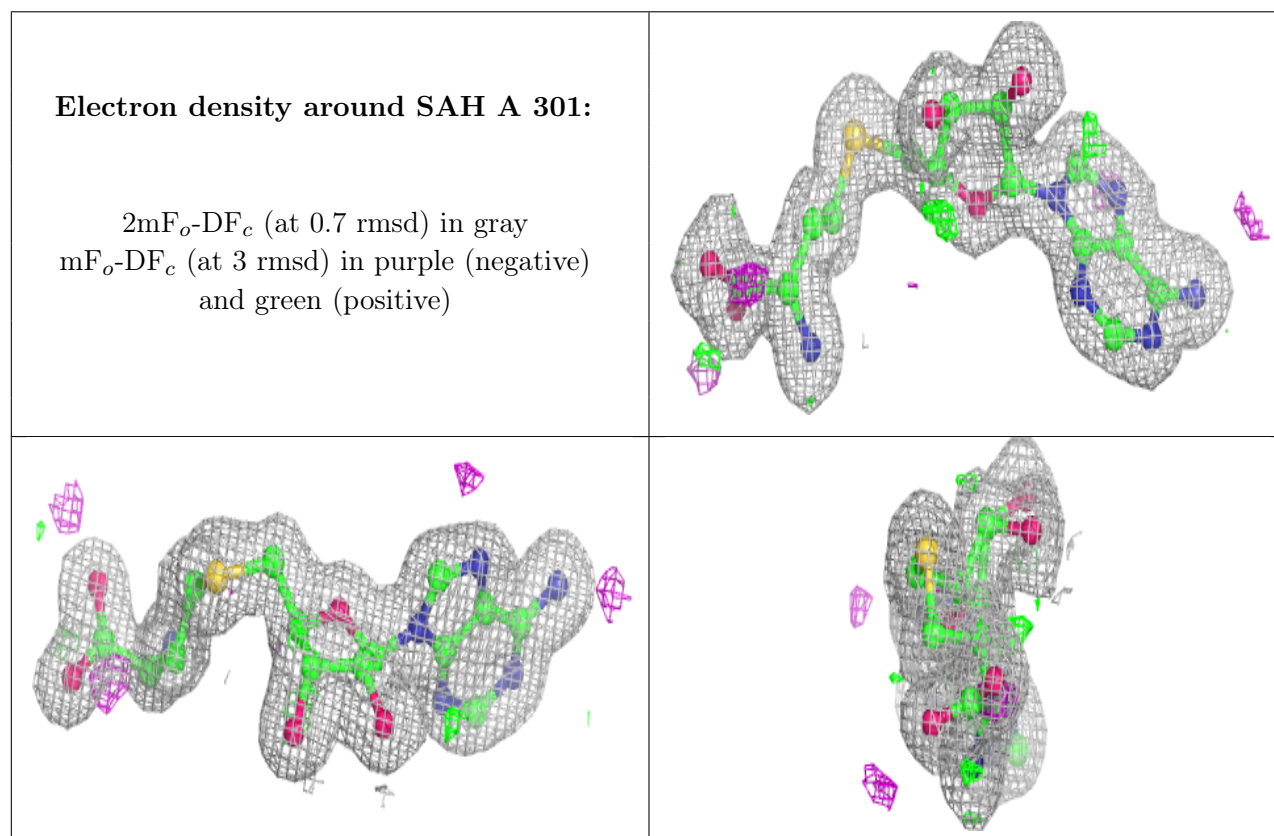 Electron density around SAH A 301:
2mFₒ-DF𝒸 (at 0.7 rmsd) in gray
mFₒ-DF𝒸 (at 3 rmsd) in purple (negative)
and green (positive)